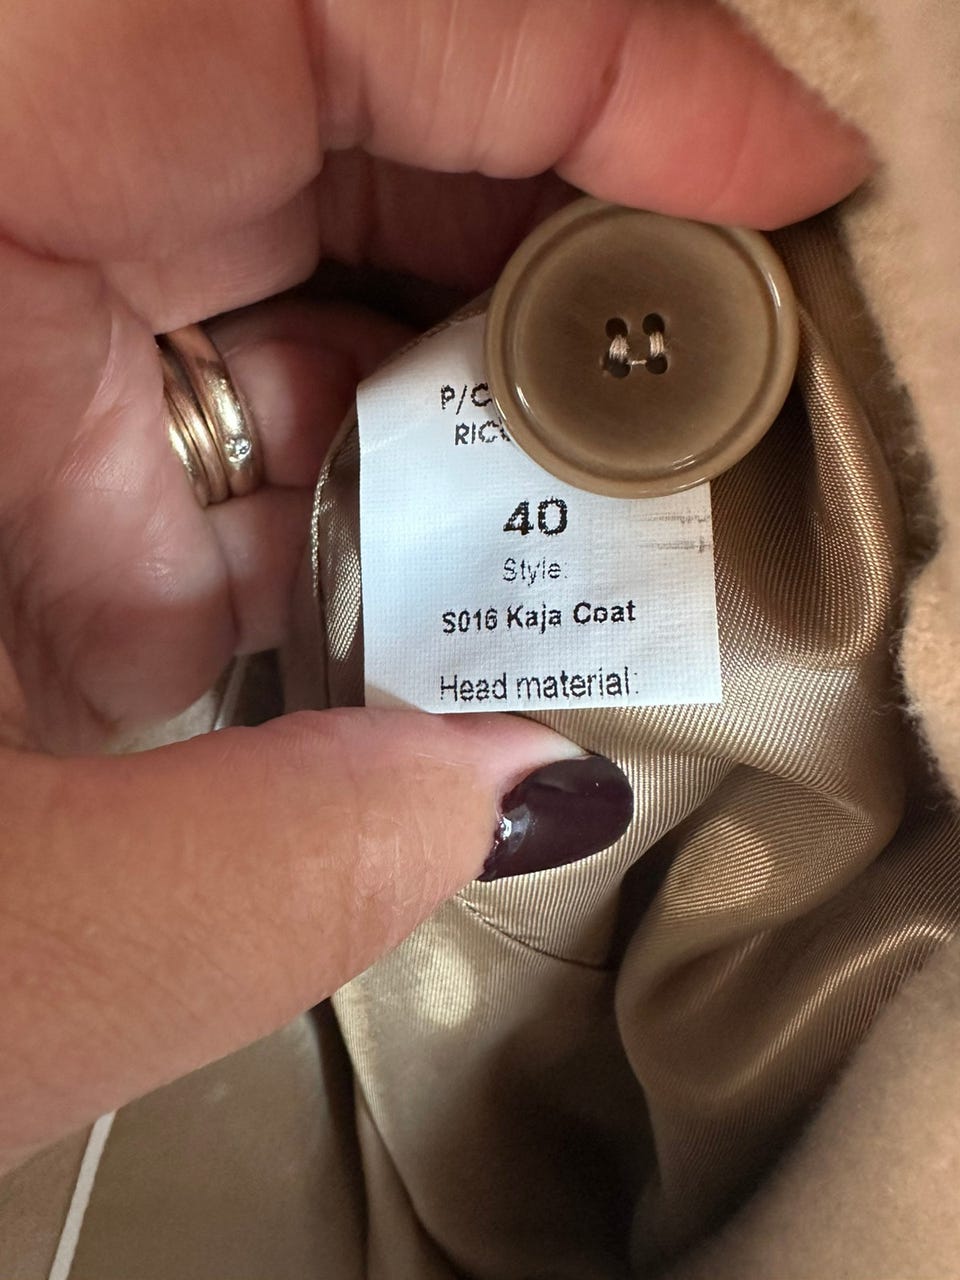 P/C
40
Style:
S016 Kaja Coat
Head material: